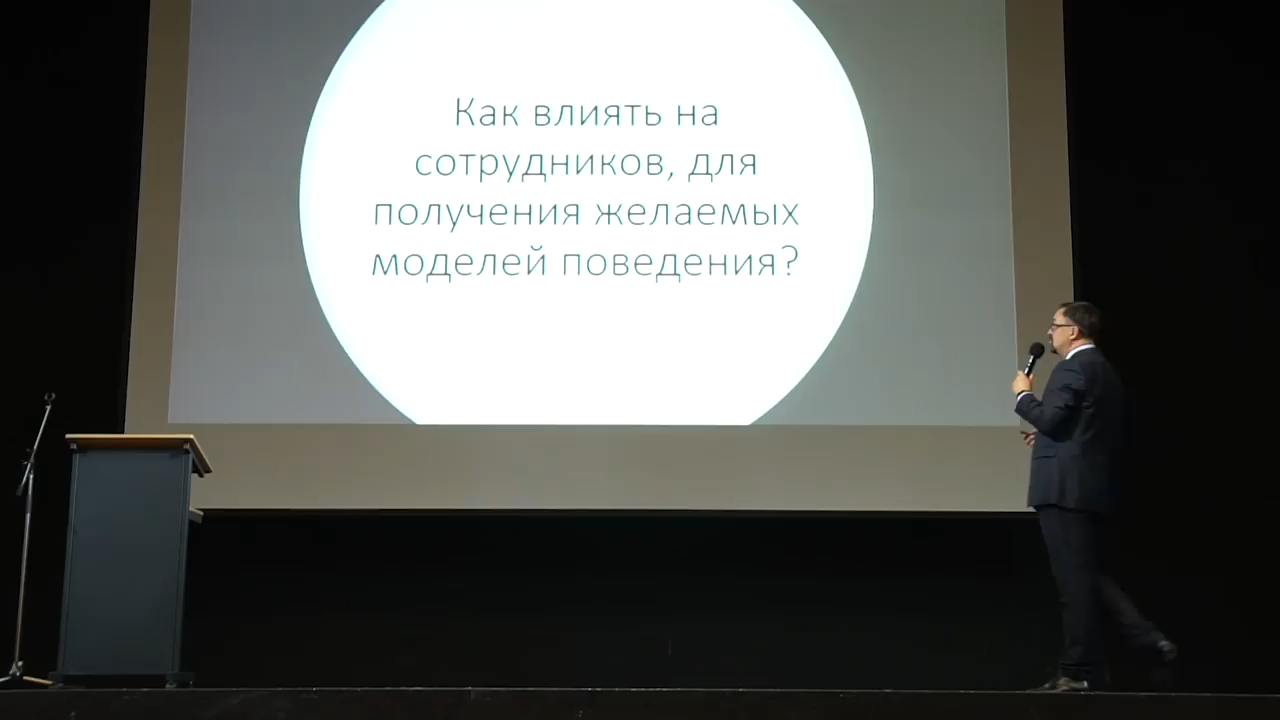 Как влиять на
сотрудников, для
получения желаемых
моделей поведения?